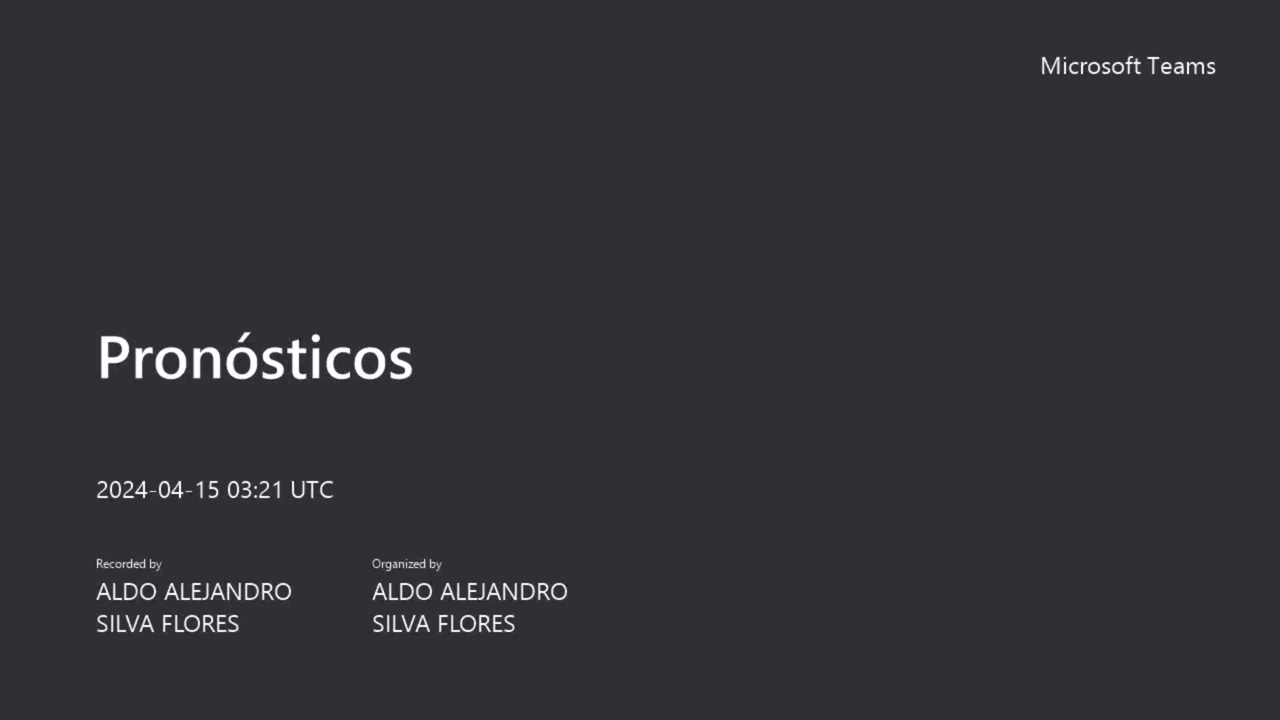 Microsoft Teams
Pronósticos
2024-04-15 03:21 UTC
Recorded by
ALDO ALEJANDRO
SILVA FLORES
Organized by
ALDO ALEJANDRO
SILVA FLORES